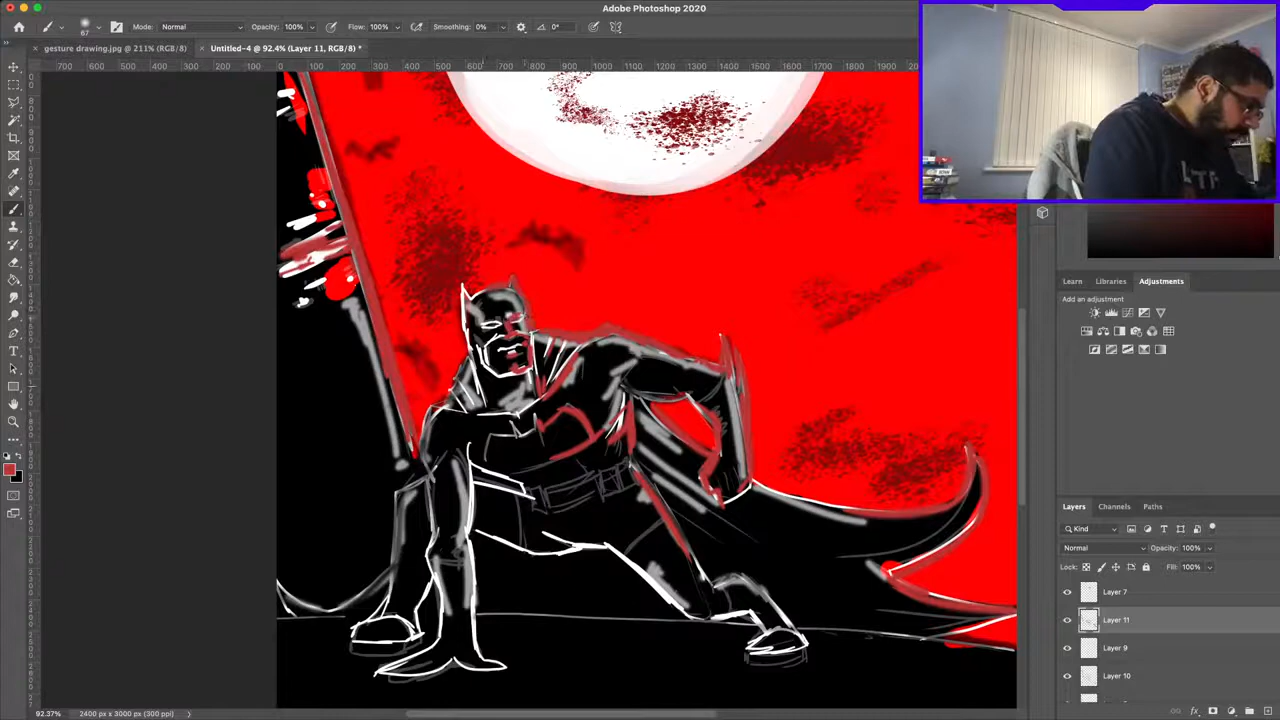 Adobe Photoshop 2020
67
Mode: Normal Opacity: 100% Flow: 100% Smoothing: 0% 0°
gesture drawing.jpg @ 211% (RGB/8) Untitled-4 @ 92.4% (Layer 11, RGB/8) *
700 600 500 400 300 200 100 0 100 200 300 400 500 600 700 800 900 1000 1100 1200 1300 1400 1500 1600 1700 1800 1900
Learn Libraries Adjustments
Add an adjustment
Layers Channels Paths
Kind
Normal Opacity: 100%
Lock: Fill: 100%
Layer 7
Layer 11
Layer 9
Layer 10
92.37% 2400 px x 3000 px (300 ppi)